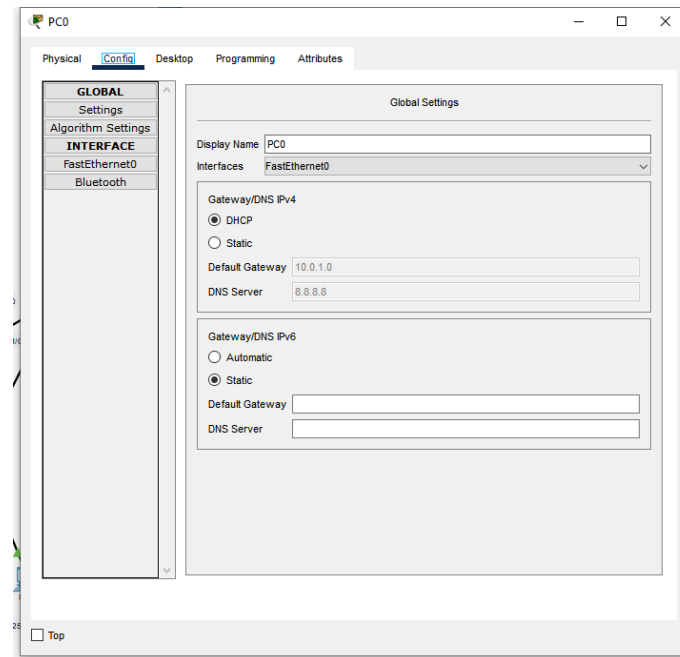 PC0
Physical Config Desktop Programming Attributes
GLOBAL
Settings
Algorithm Settings
INTERFACE
FastEthernet0
Bluetooth
Global Settings
Display Name PC0
Interfaces FastEthernet0
Gateway/DNS IPv4
DHCP
Static
Default Gateway 10.0.1.0
DNS Server 8.8.8.8
Gateway/DNS IPv6
Automatic
Static
Default Gateway
DNS Server
Top